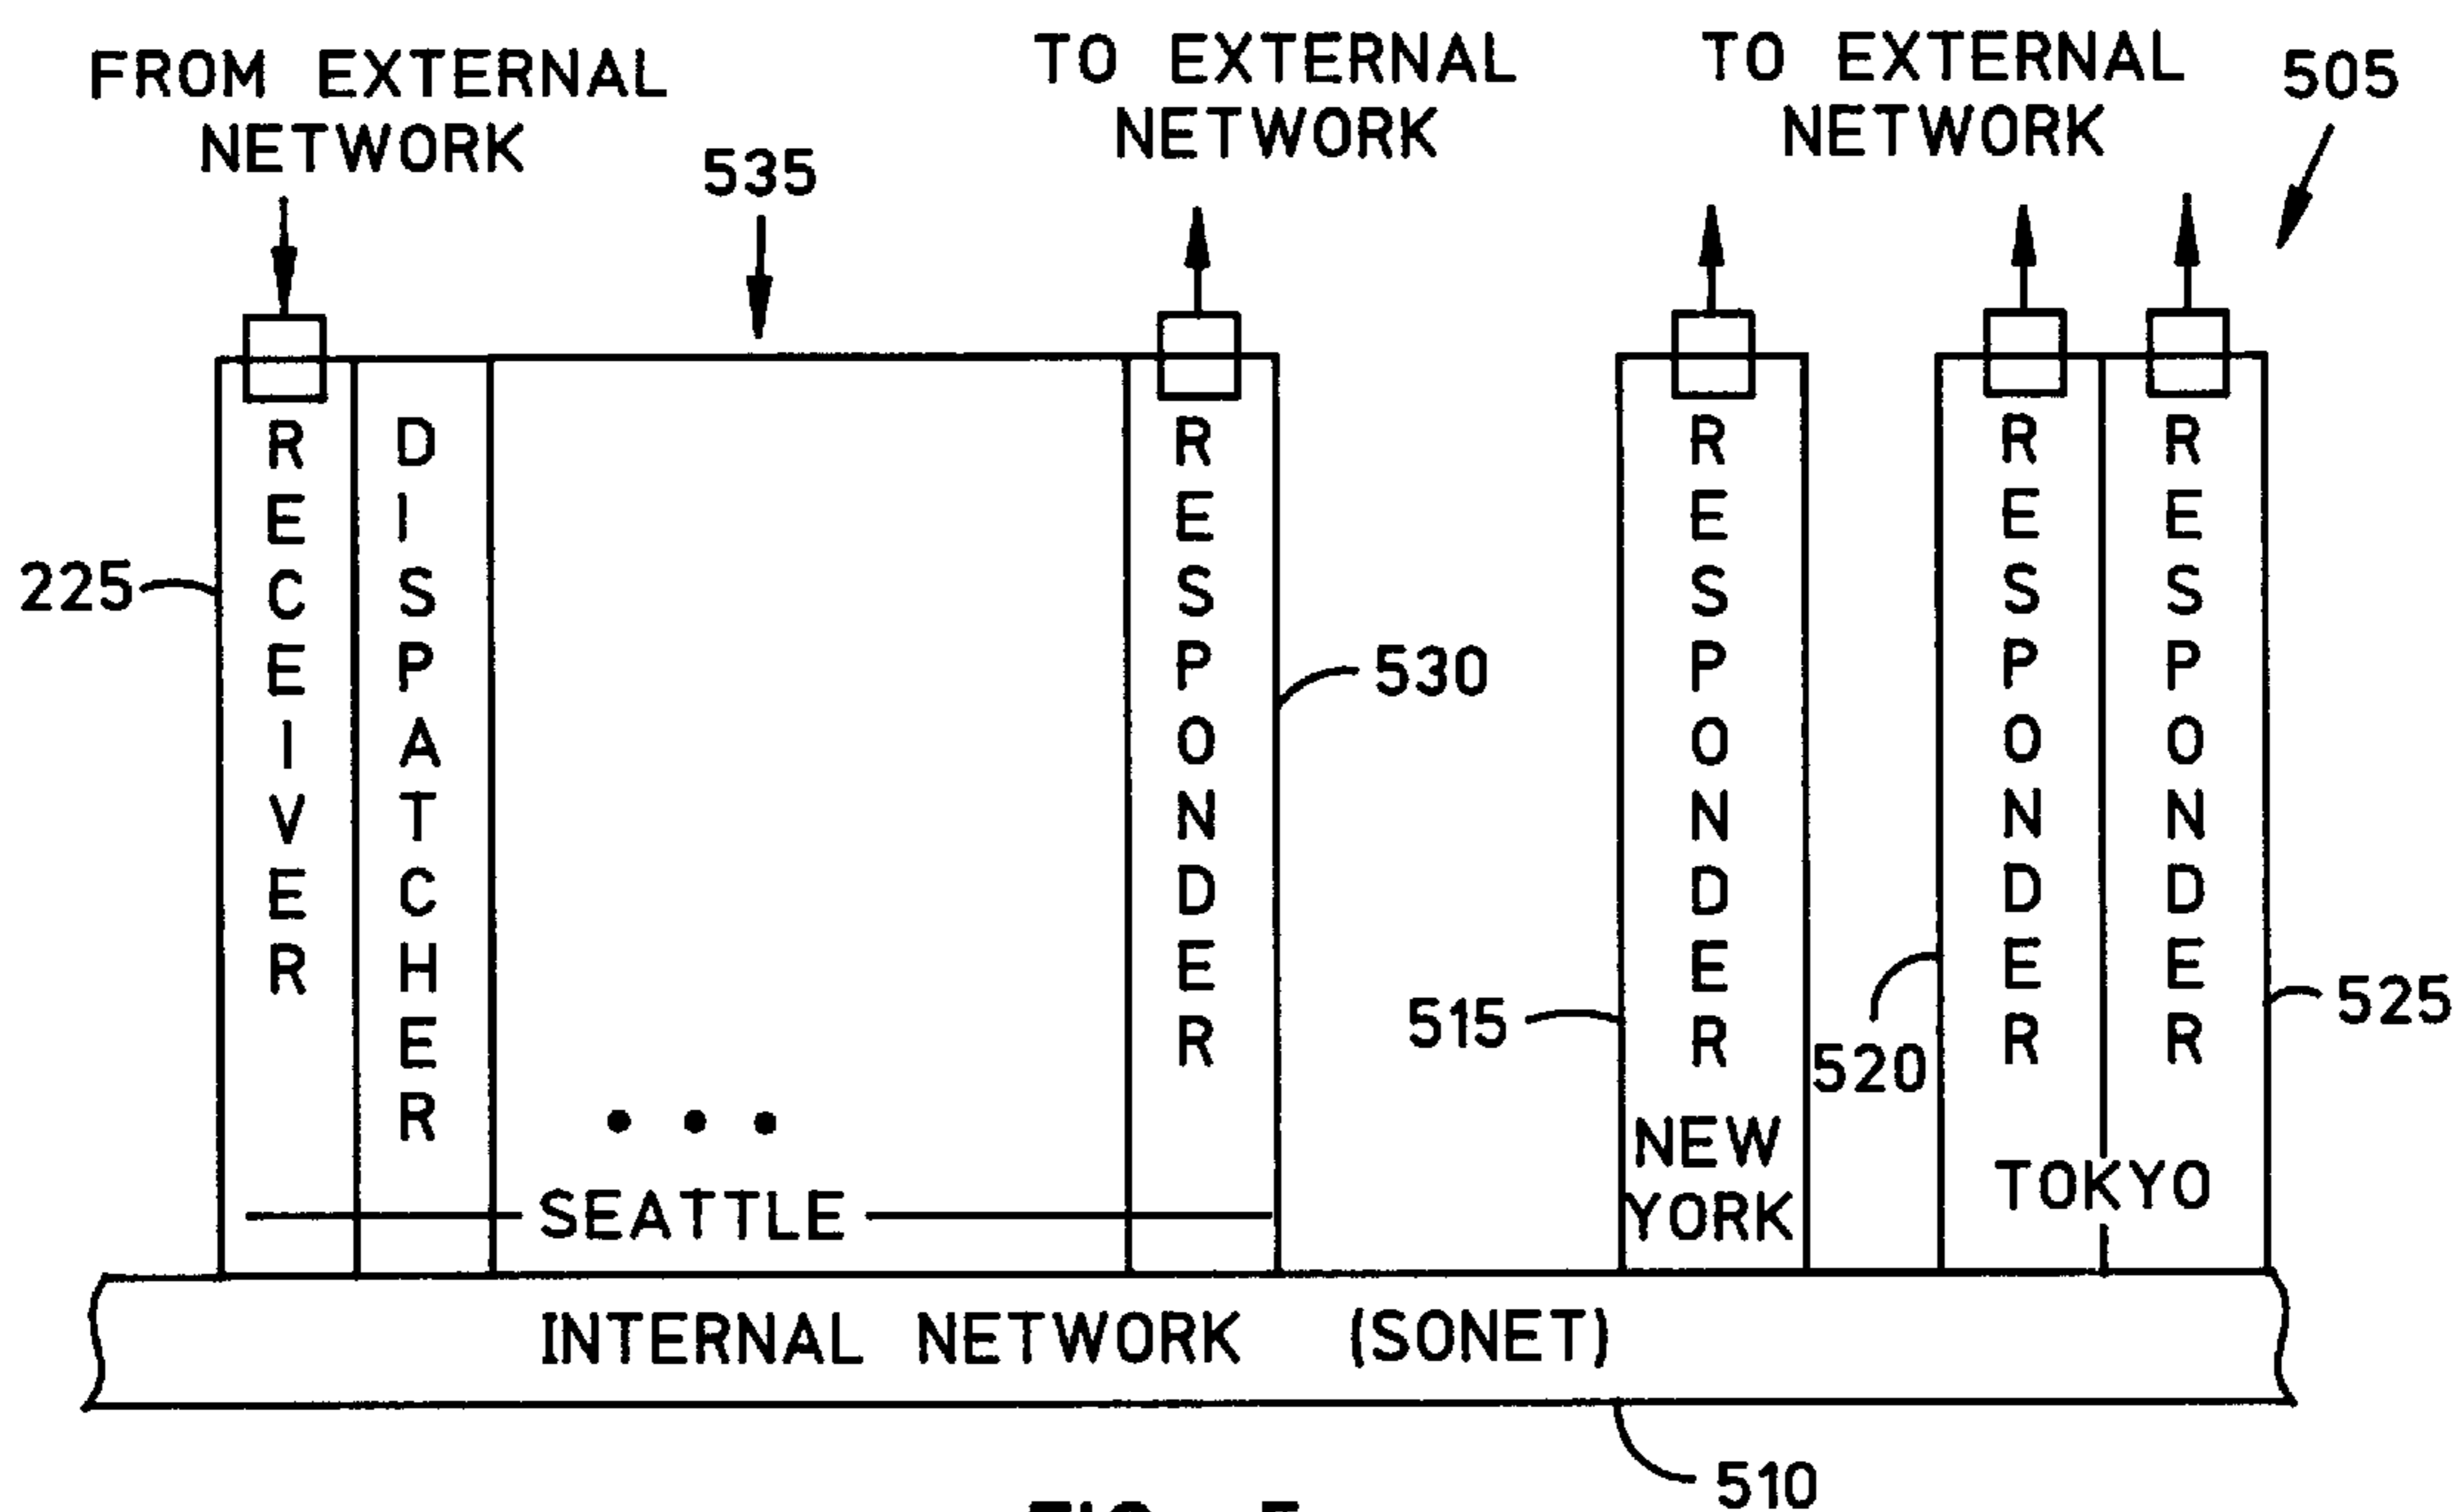 FROM EXTERNAL
NETWORK
TO EXTERNAL
NETWORK
TO EXTERNAL
NETWORK
505
535
225
RECEIVER
DISPATCHER
RESPONDER
530
RESPONDER
515
RESPONDER
520
RESPONDER
525
• • •
SEATTLE
NEW
YORK
TOKYO
INTERNAL NETWORK (SONET)
510